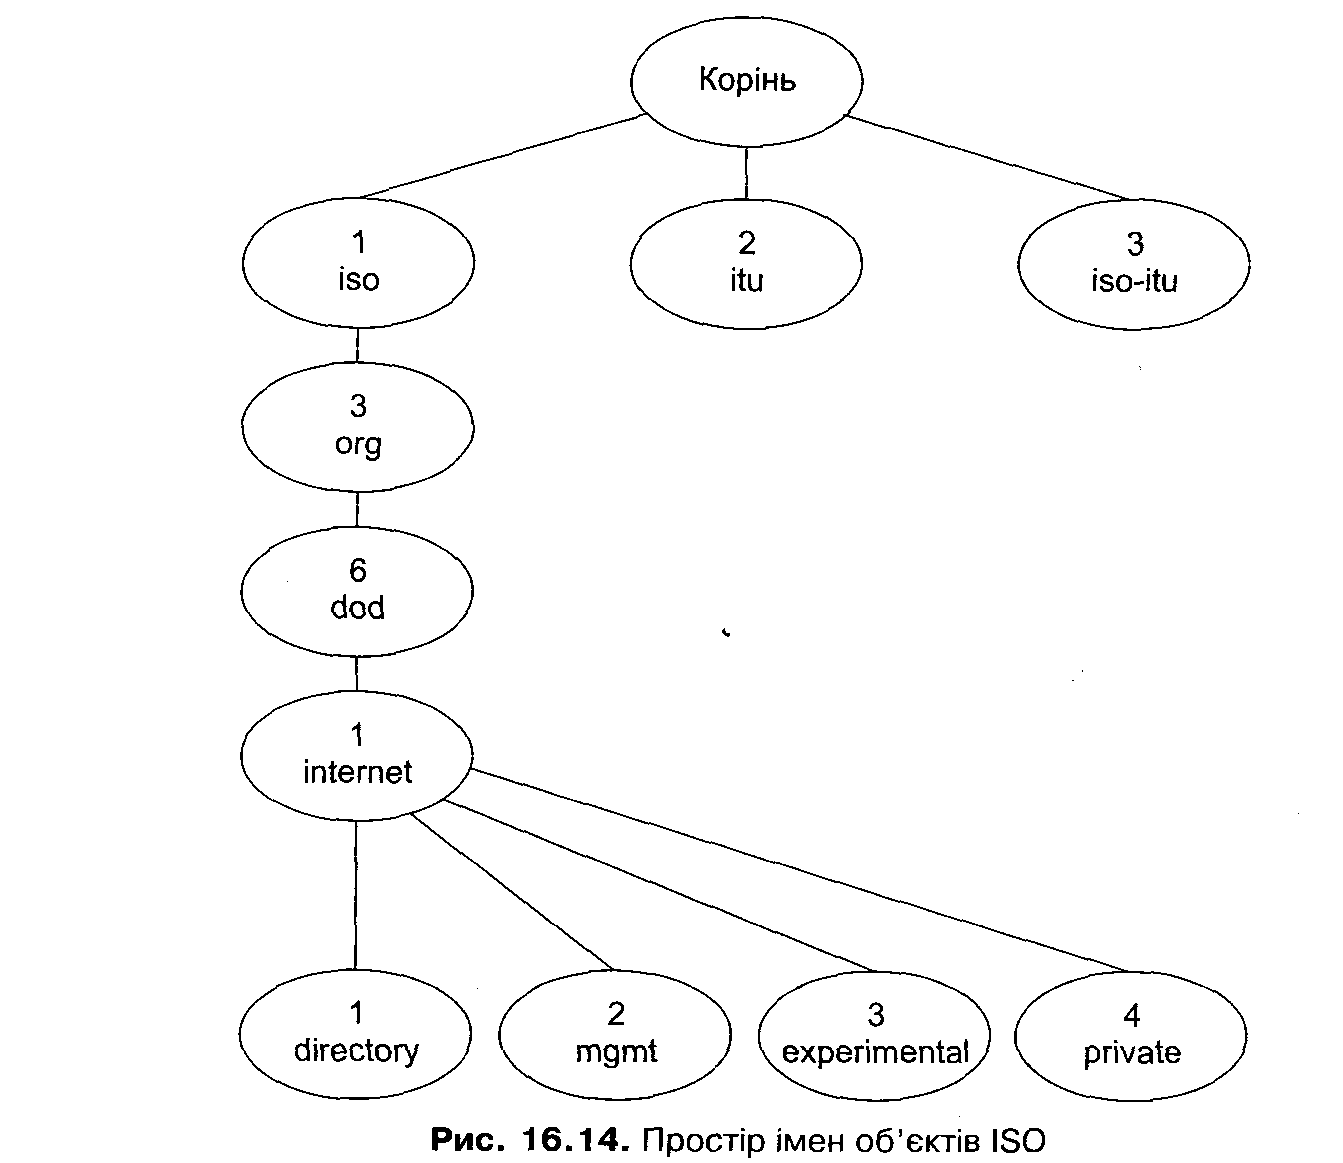 Корінь
1
iso
2
itu
3
iso-itu
3
org
6
dod
1
internet
1
directory
2
mgmt
3
experimental
4
private
Рис. 16.14. Простір імен об'єктів ISO